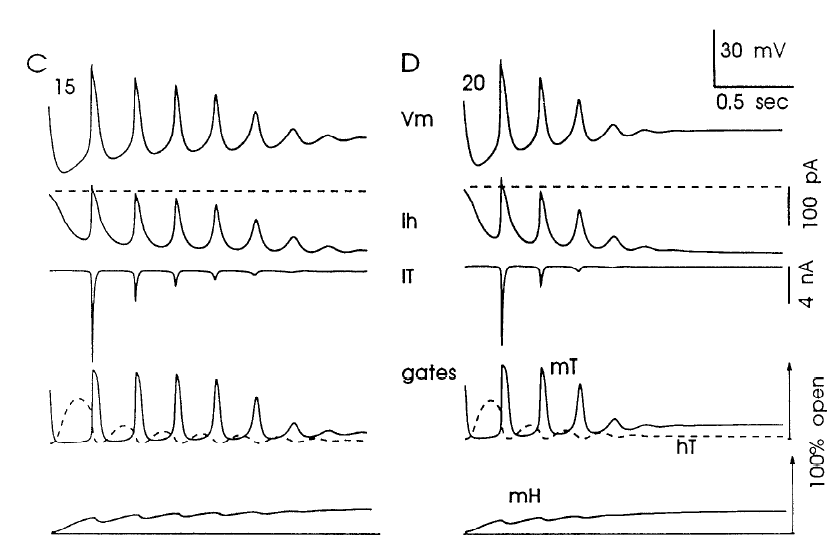 C
15
D
20
30 mV
0.5 sec
Vm
Ih
100 pA
IT
4 nA
gates
mT
hT
100% open
mH